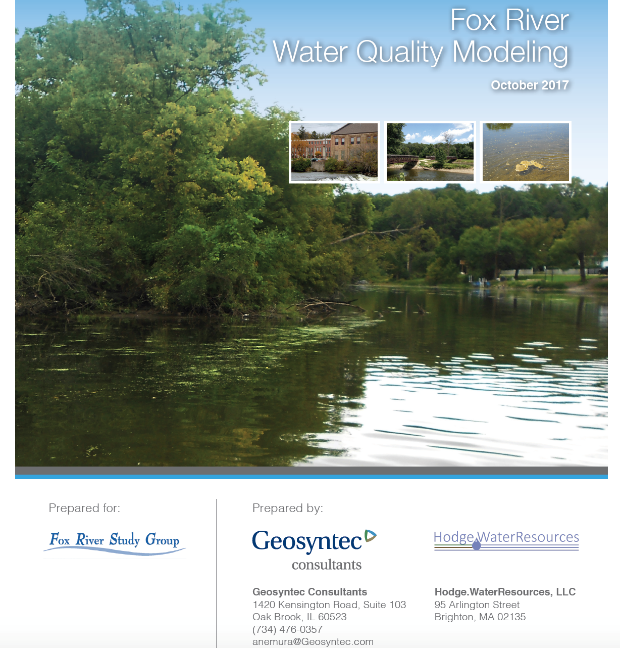 Fox River
Water Quality Modeling
October 2017
Prepared for:
Fox River Study Group
Prepared by:
Geosyntec
consultants
Geosyntec Consultants
1420 Kensington Road, Suite 103
Oak Brook, IL 60523
(734) 476 0357
anemura@Geosyntec.com
Hodge.WaterResources
Hodge.WaterResources, LLC
95 Arlington Street
Brighton, MA 02135